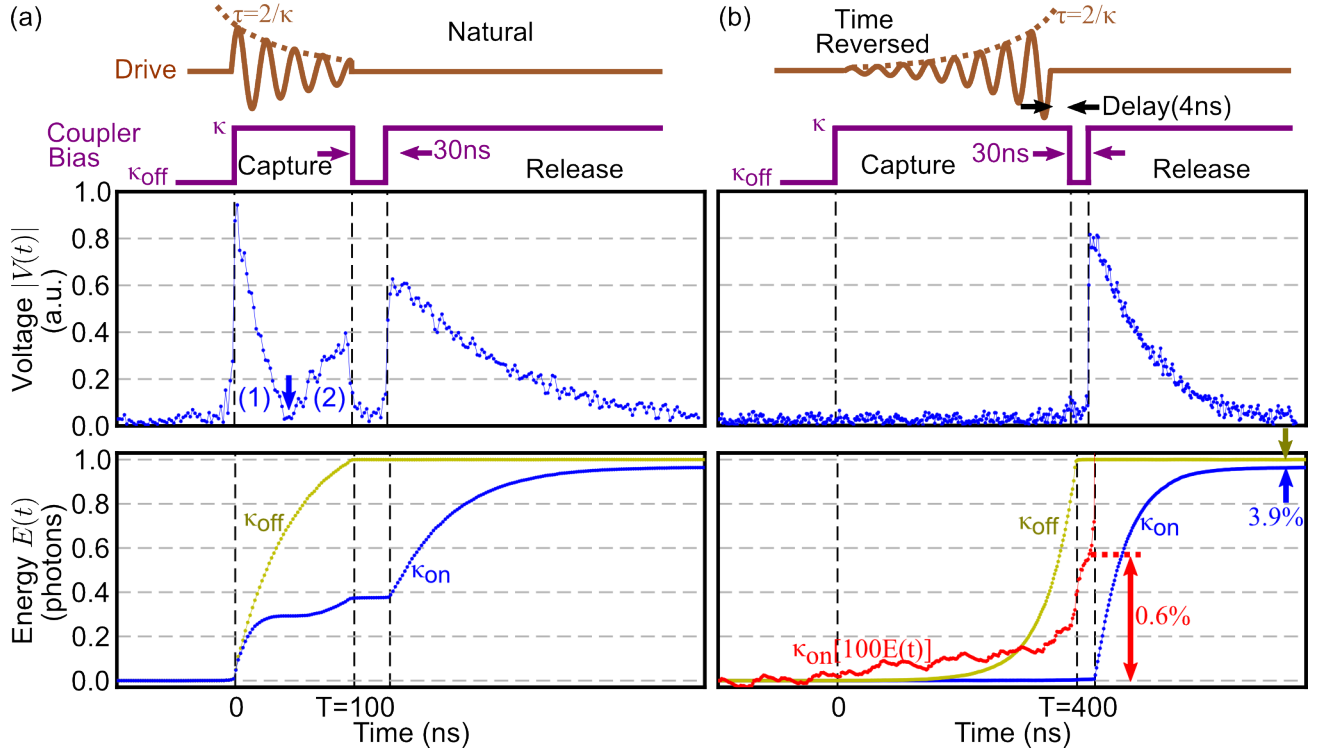 (a)
τ=2/κ
Natural
Drive
Coupler
Bias
κ
κoff
Capture
30ns
Release
Voltage |V(t)|
(a.u.)
1.0
0.8
0.6
0.4
0.2
0.0
(1)
(2)
Energy E(t)
(photons)
1.0
0.8
0.6
0.4
0.2
0.0
κoff
κon
0
T=100
Time (ns)
(b)
Time
Reversed
τ=2/κ
Delay(4ns)
κ
κoff
Capture
30ns
Release
κoff
κon
3.9%
0.6%
κon[100E(t)]
0
T=400
Time (ns)